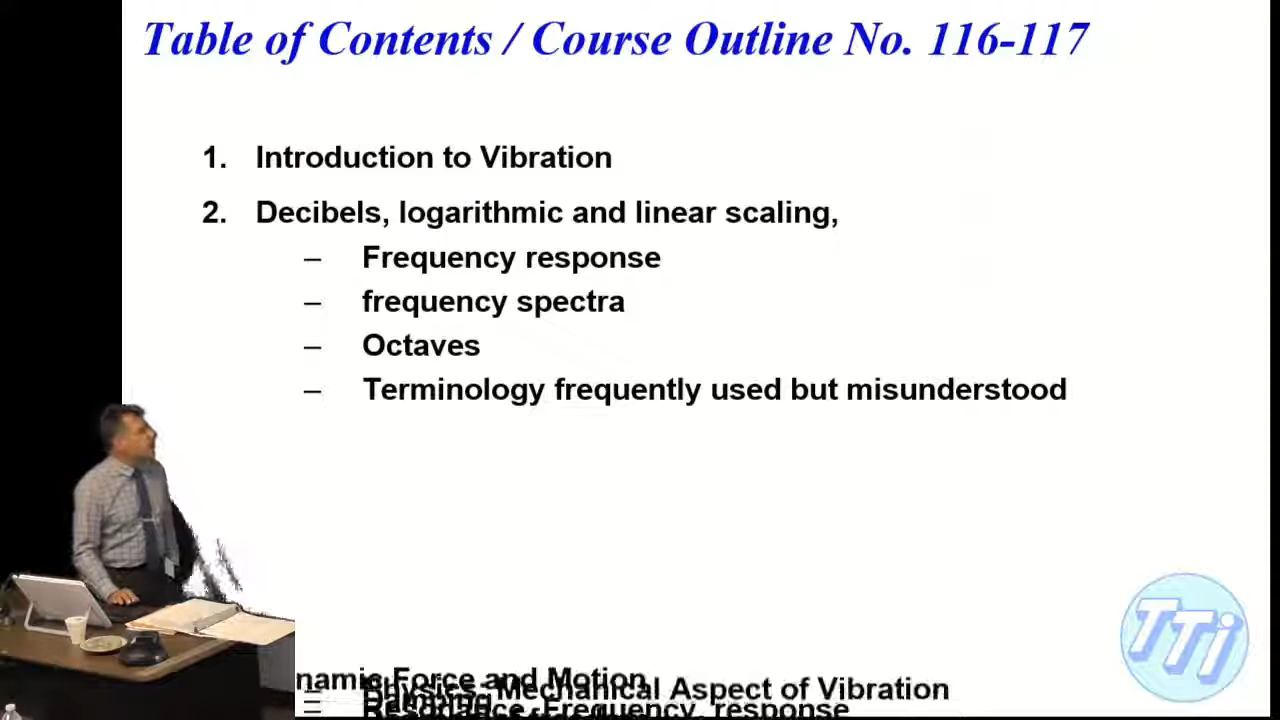 Table of Contents / Course Outline No. 116-117
1. Introduction to Vibration
2. Decibels, logarithmic and linear scaling,
– Frequency response
– frequency spectra
– Octaves
– Terminology frequently used but misunderstood
namic Force and Motion
– Physics, Mechanical Aspect of Vibration
Damping
– Resonance, Frequency, response
TTi